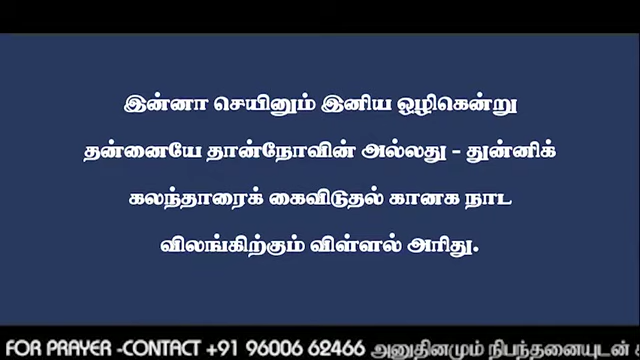 இன்னா செயினும் இனிய ஒழிகென்று
தன்னையே தான்நோவின் அல்லது - துன்னிக்
கலந்தாரைக் கைவிடுதல் கானக நாட
விலங்கிற்கும் விள்ளல் அரிது.
FOR PRAYER -CONTACT +91 96006 62466 அனுதினமும் நிபந்தனையுடன்